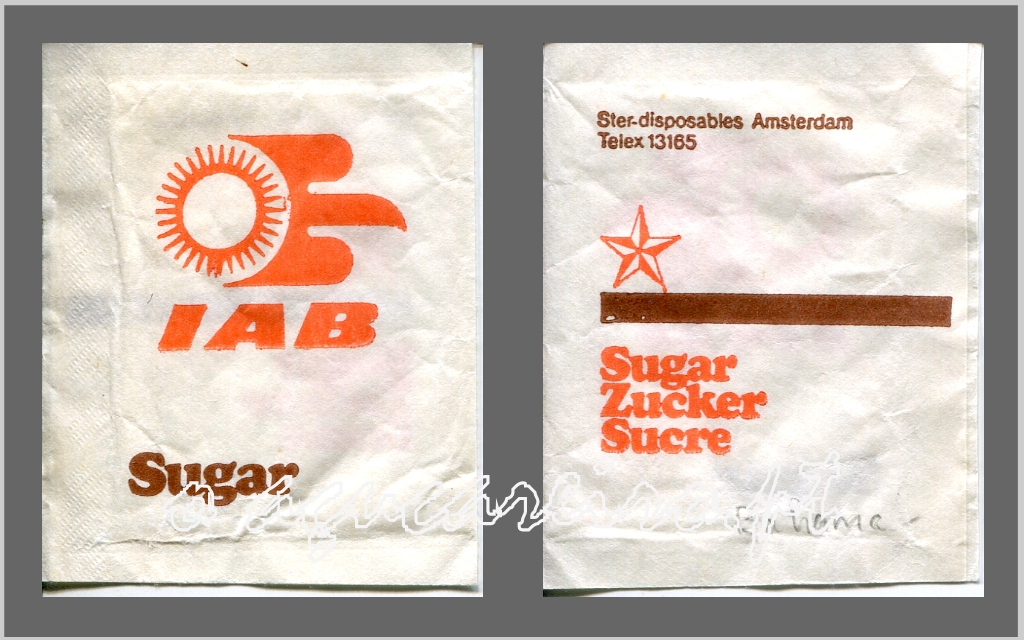 IAB
Sugar
Ster-disposables Amsterdam
Telex 13165
Sugar
Zucker
Sucre